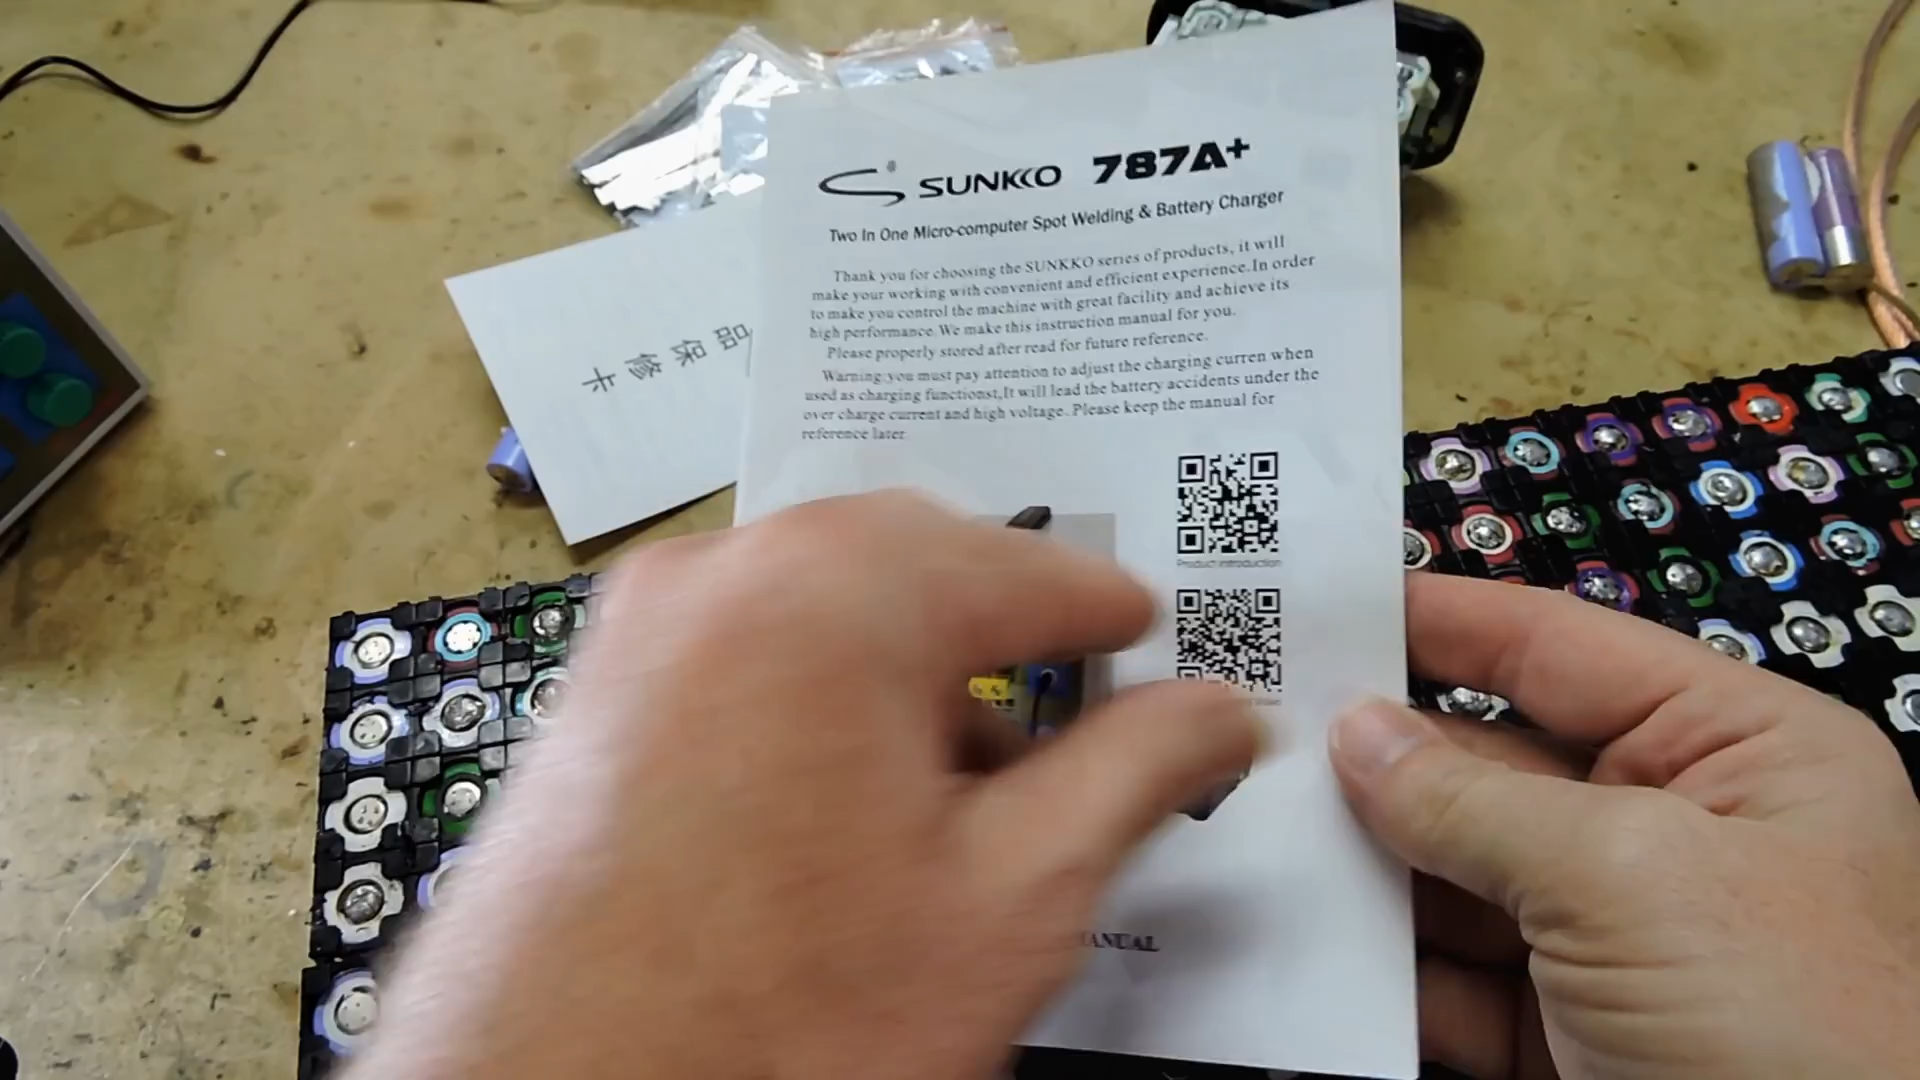 SUNKKO 787A+
Two In One Micro-computer Spot Welding & Battery Charger
Thank you for choosing the SUNKKO series of products, it will
make your working with convenient and efficient experience.In order
to make you control the machine with great facility and achieve its
high performance. We make this instruction manual for you.
Please properly stored after read for future reference.
Warning:you must pay attention to adjust the charging curren when
used as charging functionst,It will lead the battery accidents under the
over charge current and high voltage. Please keep the manual for
reference later
Product introduction
品保修卡